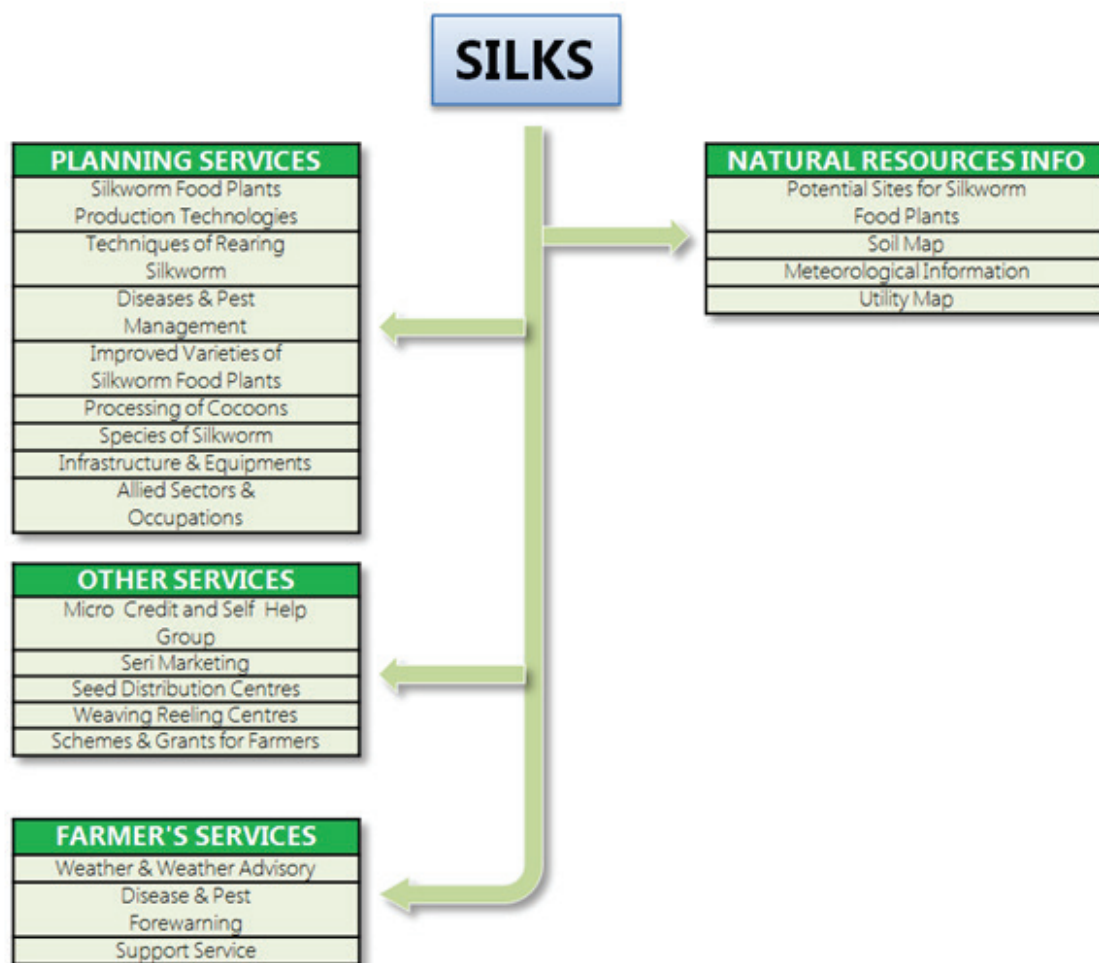 SILKS
PLANNING SERVICES
Silkworm Food Plants
Production Technologies
Techniques of Rearing
Silkworm
Diseases & Pest
Management
Improved Varieties of
Silkworm Food Plants
Processing of Cocoons
Species of Silkworm
Infrastructure & Equipments
Allied Sectors &
Occupations
OTHER SERVICES
Micro Credit and Self Help
Group
Seri Marketing
Seed Distribution Centres
Weaving Reeling Centres
Schemes & Grants for Farmers
FARMER'S SERVICES
Weather & Weather Advisory
Disease & Pest
Forewarning
Support Service
NATURAL RESOURCES INFO
Potential Sites for Silkworm
Food Plants
Soil Map
Meteorological Information
Utility Map